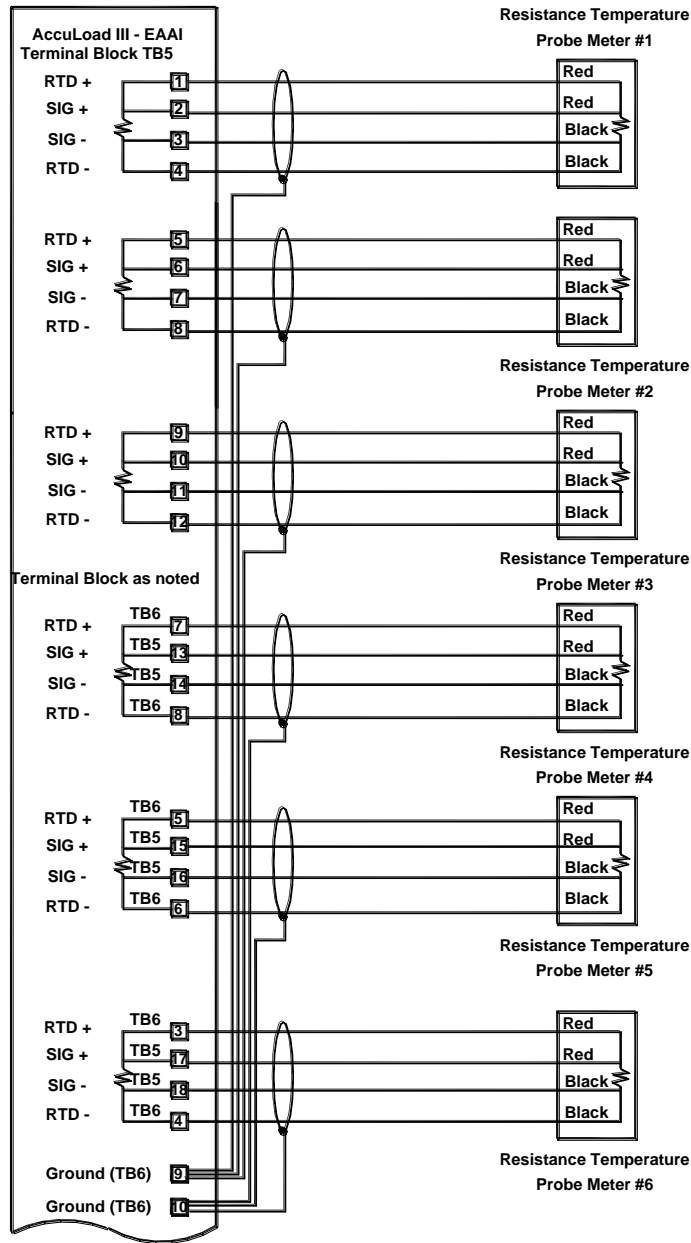 Resistance Temperature
Probe Meter #1
AccuLoad III - EAAI
Terminal Block TB5
RTD + 1 Red
SIG + 2 Red
SIG - 3 Black
RTD - 4 Black
RTD + 5 Red
SIG + 6 Red
SIG - 7 Black
RTD - 8 Black
Resistance Temperature
Probe Meter #2
RTD + 9 Red
SIG + 10 Red
SIG - 11 Black
RTD - 12 Black
Resistance Temperature
Probe Meter #3
Terminal Block as noted
RTD + TB6 7 Red
SIG + TB5 13 Red
SIG - TB5 14 Black
RTD - TB6 8 Black
Resistance Temperature
Probe Meter #4
RTD + TB6 5 Red
SIG + TB5 15 Red
SIG - TB5 16 Black
RTD - TB6 6 Black
Resistance Temperature
Probe Meter #5
RTD + TB6 3 Red
SIG + TB5 17 Red
SIG - TB5 18 Black
RTD - TB6 4 Black
Resistance Temperature
Probe Meter #6
Ground (TB6) 9
Ground (TB6) 10